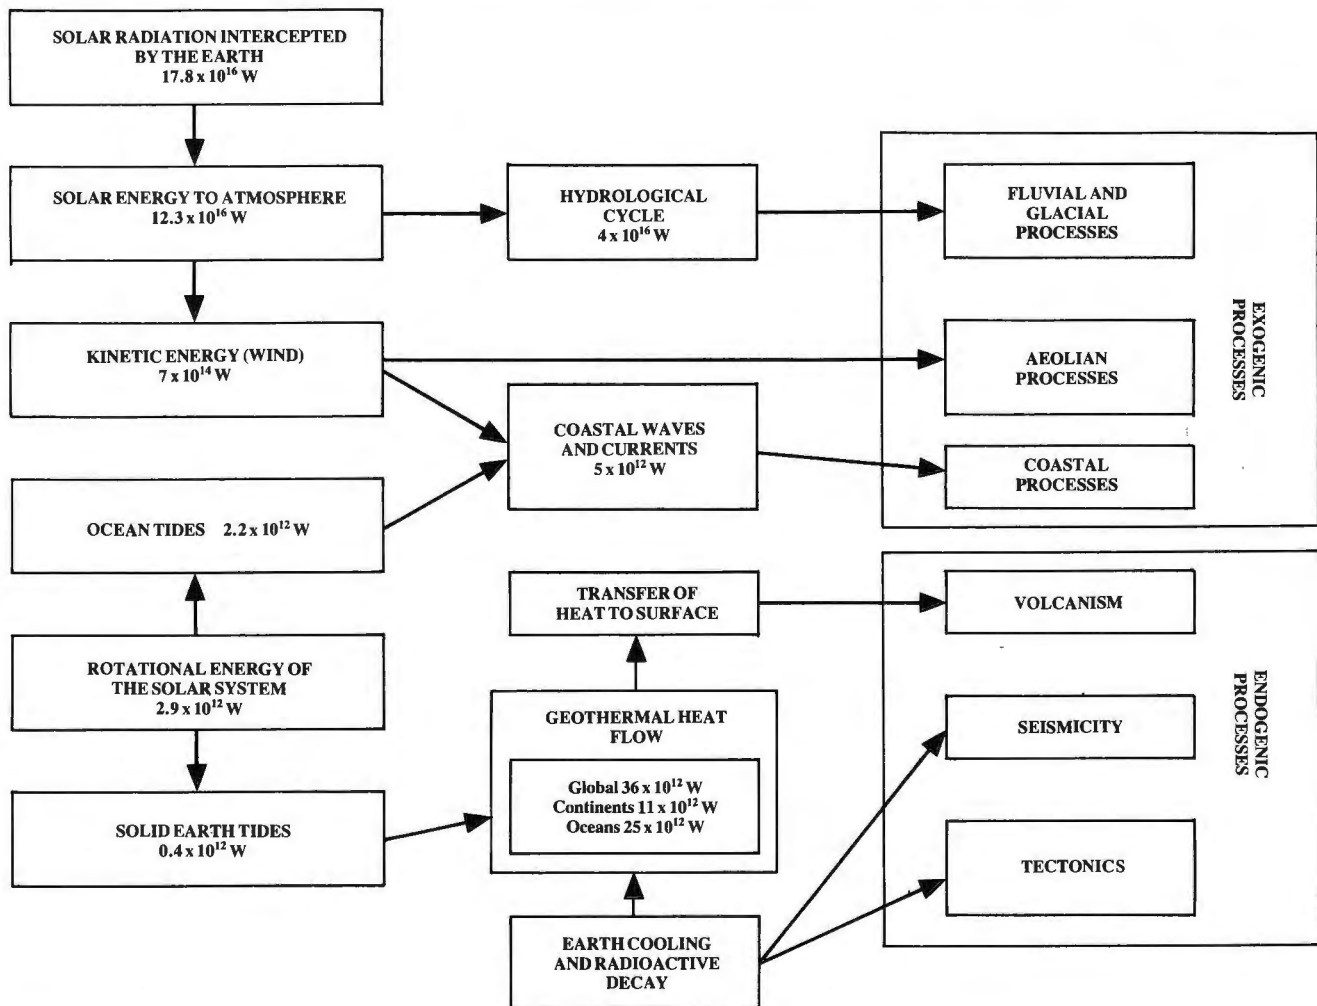 SOLAR RADIATION INTERCEPTED
BY THE EARTH
17.8 x 10¹⁶ W
SOLAR ENERGY TO ATMOSPHERE
12.3 x 10¹⁶ W
HYDROLOGICAL
CYCLE
4 x 10¹⁶ W
FLUVIAL AND
GLACIAL
PROCESSES
KINETIC ENERGY (WIND)
7 x 10¹⁴ W
AEOLIAN
PROCESSES
EXOGENIC
PROCESSES
COASTAL WAVES
AND CURRENTS
5 x 10¹² W
COASTAL
PROCESSES
OCEAN TIDES 2.2 x 10¹² W
TRANSFER OF
HEAT TO SURFACE
VOLCANISM
ROTATIONAL ENERGY OF
THE SOLAR SYSTEM
2.9 x 10¹² W
GEOTHERMAL HEAT
FLOW
Global 36 x 10¹² W
Continents 11 x 10¹² W
Oceans 25 x 10¹² W
SEISMICITY
ENDOGENIC
PROCESSES
SOLID EARTH TIDES
0.4 x 10¹² W
TECTONICS
EARTH COOLING
AND RADIOACTIVE
DECAY